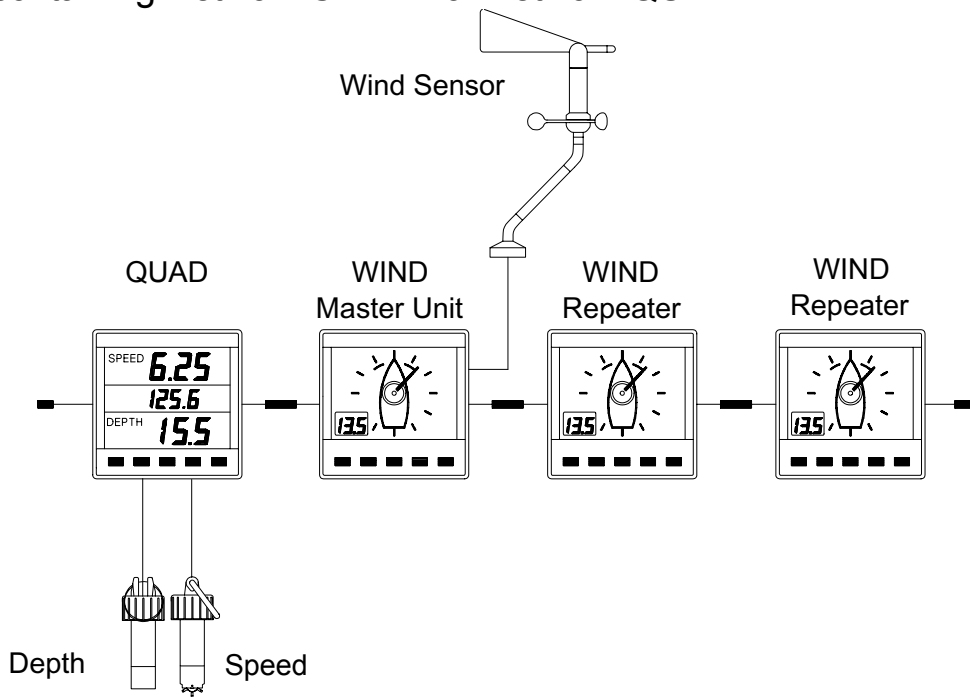 Wind Sensor
QUAD
WIND
Master Unit
WIND
Repeater
WIND
Repeater
SPEED 6.25
125.6
DEPTH 15.5
13.5
13.5
13.5
Depth
Speed